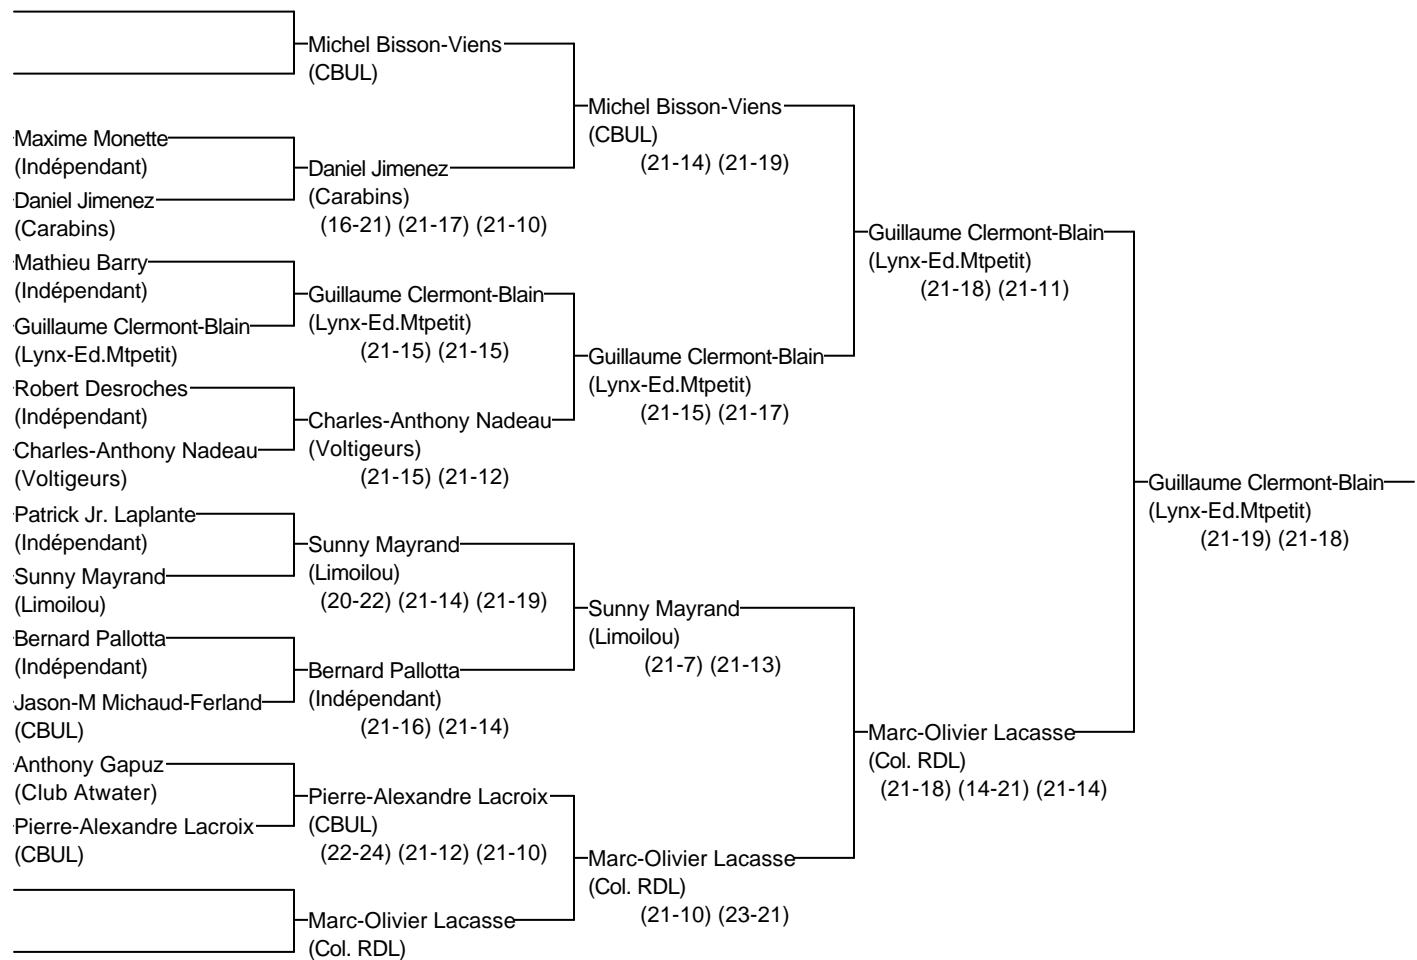 Michel Bisson-Viens
(CBUL)
Maxime Monette
(Indépendant)
Daniel Jimenez
(Carabins)
Mathieu Barry
(Indépendant)
Guillaume Clermont-Blain
(Lynx-Ed.Mtpetit)
Robert Desroches
(Indépendant)
Charles-Anthony Nadeau
(Voltigeurs)
Patrick Jr. Laplante
(Indépendant)
Sunny Mayrand
(Limoilou)
Bernard Pallotta
(Indépendant)
Jason-M Michaud-Ferland
(CBUL)
Anthony Gapuz
(Club Atwater)
Pierre-Alexandre Lacroix
(CBUL)
Daniel Jimenez
(Carabins)
(16-21) (21-17) (21-10)
Guillaume Clermont-Blain
(Lynx-Ed.Mtpetit)
(21-15) (21-15)
Charles-Anthony Nadeau
(Voltigeurs)
(21-15) (21-12)
Sunny Mayrand
(Limoilou)
(20-22) (21-14) (21-19)
Bernard Pallotta
(Indépendant)
(21-16) (21-14)
Pierre-Alexandre Lacroix
(CBUL)
(22-24) (21-12) (21-10)
Marc-Olivier Lacasse
(Col. RDL)
Michel Bisson-Viens
(CBUL)
(21-14) (21-19)
Guillaume Clermont-Blain
(Lynx-Ed.Mtpetit)
(21-15) (21-17)
Sunny Mayrand
(Limoilou)
(21-7) (21-13)
Marc-Olivier Lacasse
(Col. RDL)
(21-10) (23-21)
Guillaume Clermont-Blain
(Lynx-Ed.Mtpetit)
(21-18) (21-11)
Marc-Olivier Lacasse
(Col. RDL)
(21-18) (14-21) (21-14)
Guillaume Clermont-Blain
(Lynx-Ed.Mtpetit)
(21-19) (21-18)